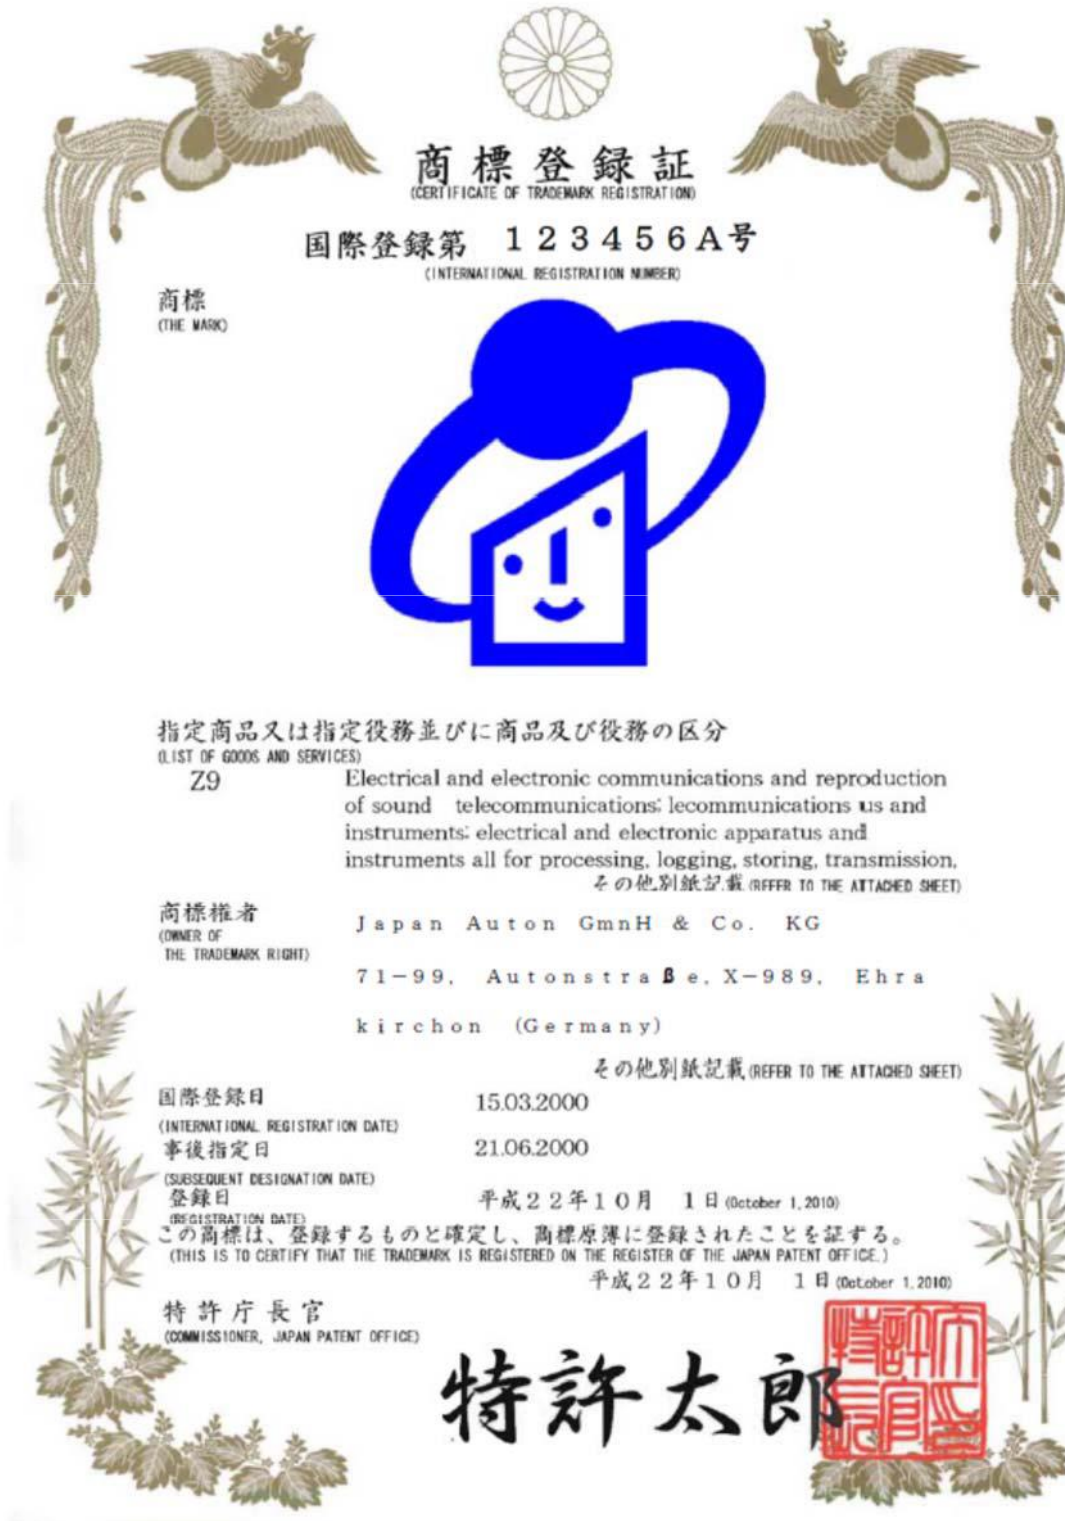 商標登録証
(CERTIFICATE OF TRADEMARK REGISTRATION)
国際登録第 123456A号
(INTERNATIONAL REGISTRATION NUMBER)
商標
(THE MARK)
指定商品又は指定役務並びに商品及び役務の区分
(LIST OF GOODS AND SERVICES)
Z9 Electrical and electronic communications and reproduction
of sound telecommunications: lecommunications us and
instruments: electrical and electronic apparatus and
instruments all for processing, logging, storing, transmission,
その他別紙記載 (REFER TO THE ATTACHED SHEET)
商標権者
(OWNER OF
THE TRADEMARK RIGHT)
Japan Auton GmnH & Co. KG
71-99, Autonstraße, X-989, Ehra
kirchon (Germany)
その他別紙記載 (REFER TO THE ATTACHED SHEET)
国際登録日 15.03.2000
(INTERNATIONAL REGISTRATION DATE)
事後指定日 21.06.2000
(SUBSEQUENT DESIGNATION DATE)
登録日 平成22年10月 1日 (October 1, 2010)
(REGISTRATION DATE)
この商標は、登録するものと確定し、商標原簿に登録されたことを証する。
(THIS IS TO CERTIFY THAT THE TRADEMARK IS REGISTERED ON THE REGISTER OF THE JAPAN PATENT OFFICE.)
平成22年10月 1日 (October 1, 2010)
特許庁長官
(COMMISSIONER, JAPAN PATENT OFFICE)
特許太郎